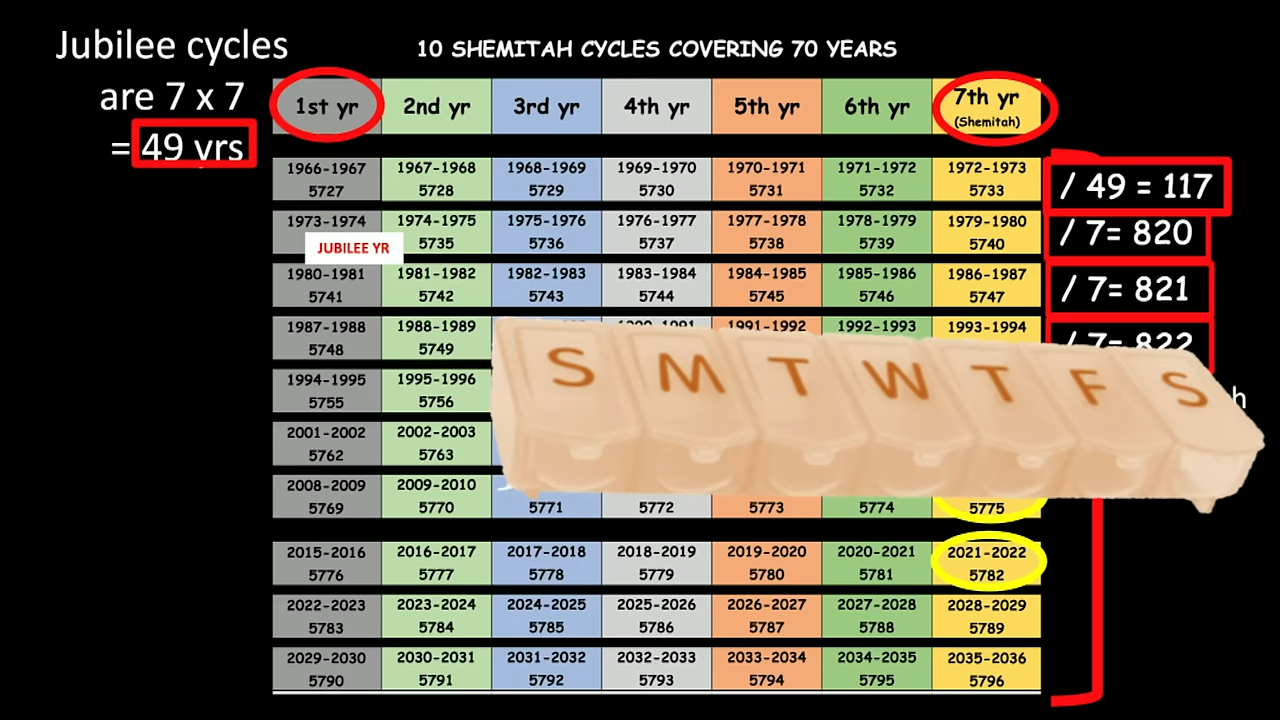 Jubilee cycles
are 7 x 7
= 49 yrs
10 SHEMITAH CYCLES COVERING 70 YEARS
1st yr 2nd yr 3rd yr 4th yr 5th yr 6th yr 7th yr
(Shemitah)
1966-1967 1967-1968 1968-1969 1969-1970 1970-1971 1971-1972 1972-1973
5727 5728 5729 5730 5731 5732 5733
/ 49 = 117
1973-1974 1974-1975 1975-1976 1976-1977 1977-1978 1978-1979 1979-1980
JUBILEE YR 5735 5736 5737 5738 5739 5740
/ 7= 820
1980-1981 1981-1982 1982-1983 1983-1984 1984-1985 1985-1986 1986-1987
5741 5742 5743 5744 5745 5746 5747
/ 7= 821
1987-1988 1988-1989 1990-1991 1991-1992 1992-1993 1993-1994
5748 5749
/ 7= 822
S M T W T F S
1994-1995 1995-1996
5755 5756
h
2001-2002 2002-2003
5762 5763
2008-2009 2009-2010
5769 5770 5771 5772 5773 5774 5775
2015-2016 2016-2017 2017-2018 2018-2019 2019-2020 2020-2021 2021-2022
5776 5777 5778 5779 5780 5781 5782
2022-2023 2023-2024 2024-2025 2025-2026 2026-2027 2027-2028 2028-2029
5783 5784 5785 5786 5787 5788 5789
2029-2030 2030-2031 2031-2032 2032-2033 2033-2034 2034-2035 2035-2036
5790 5791 5792 5793 5794 5795 5796